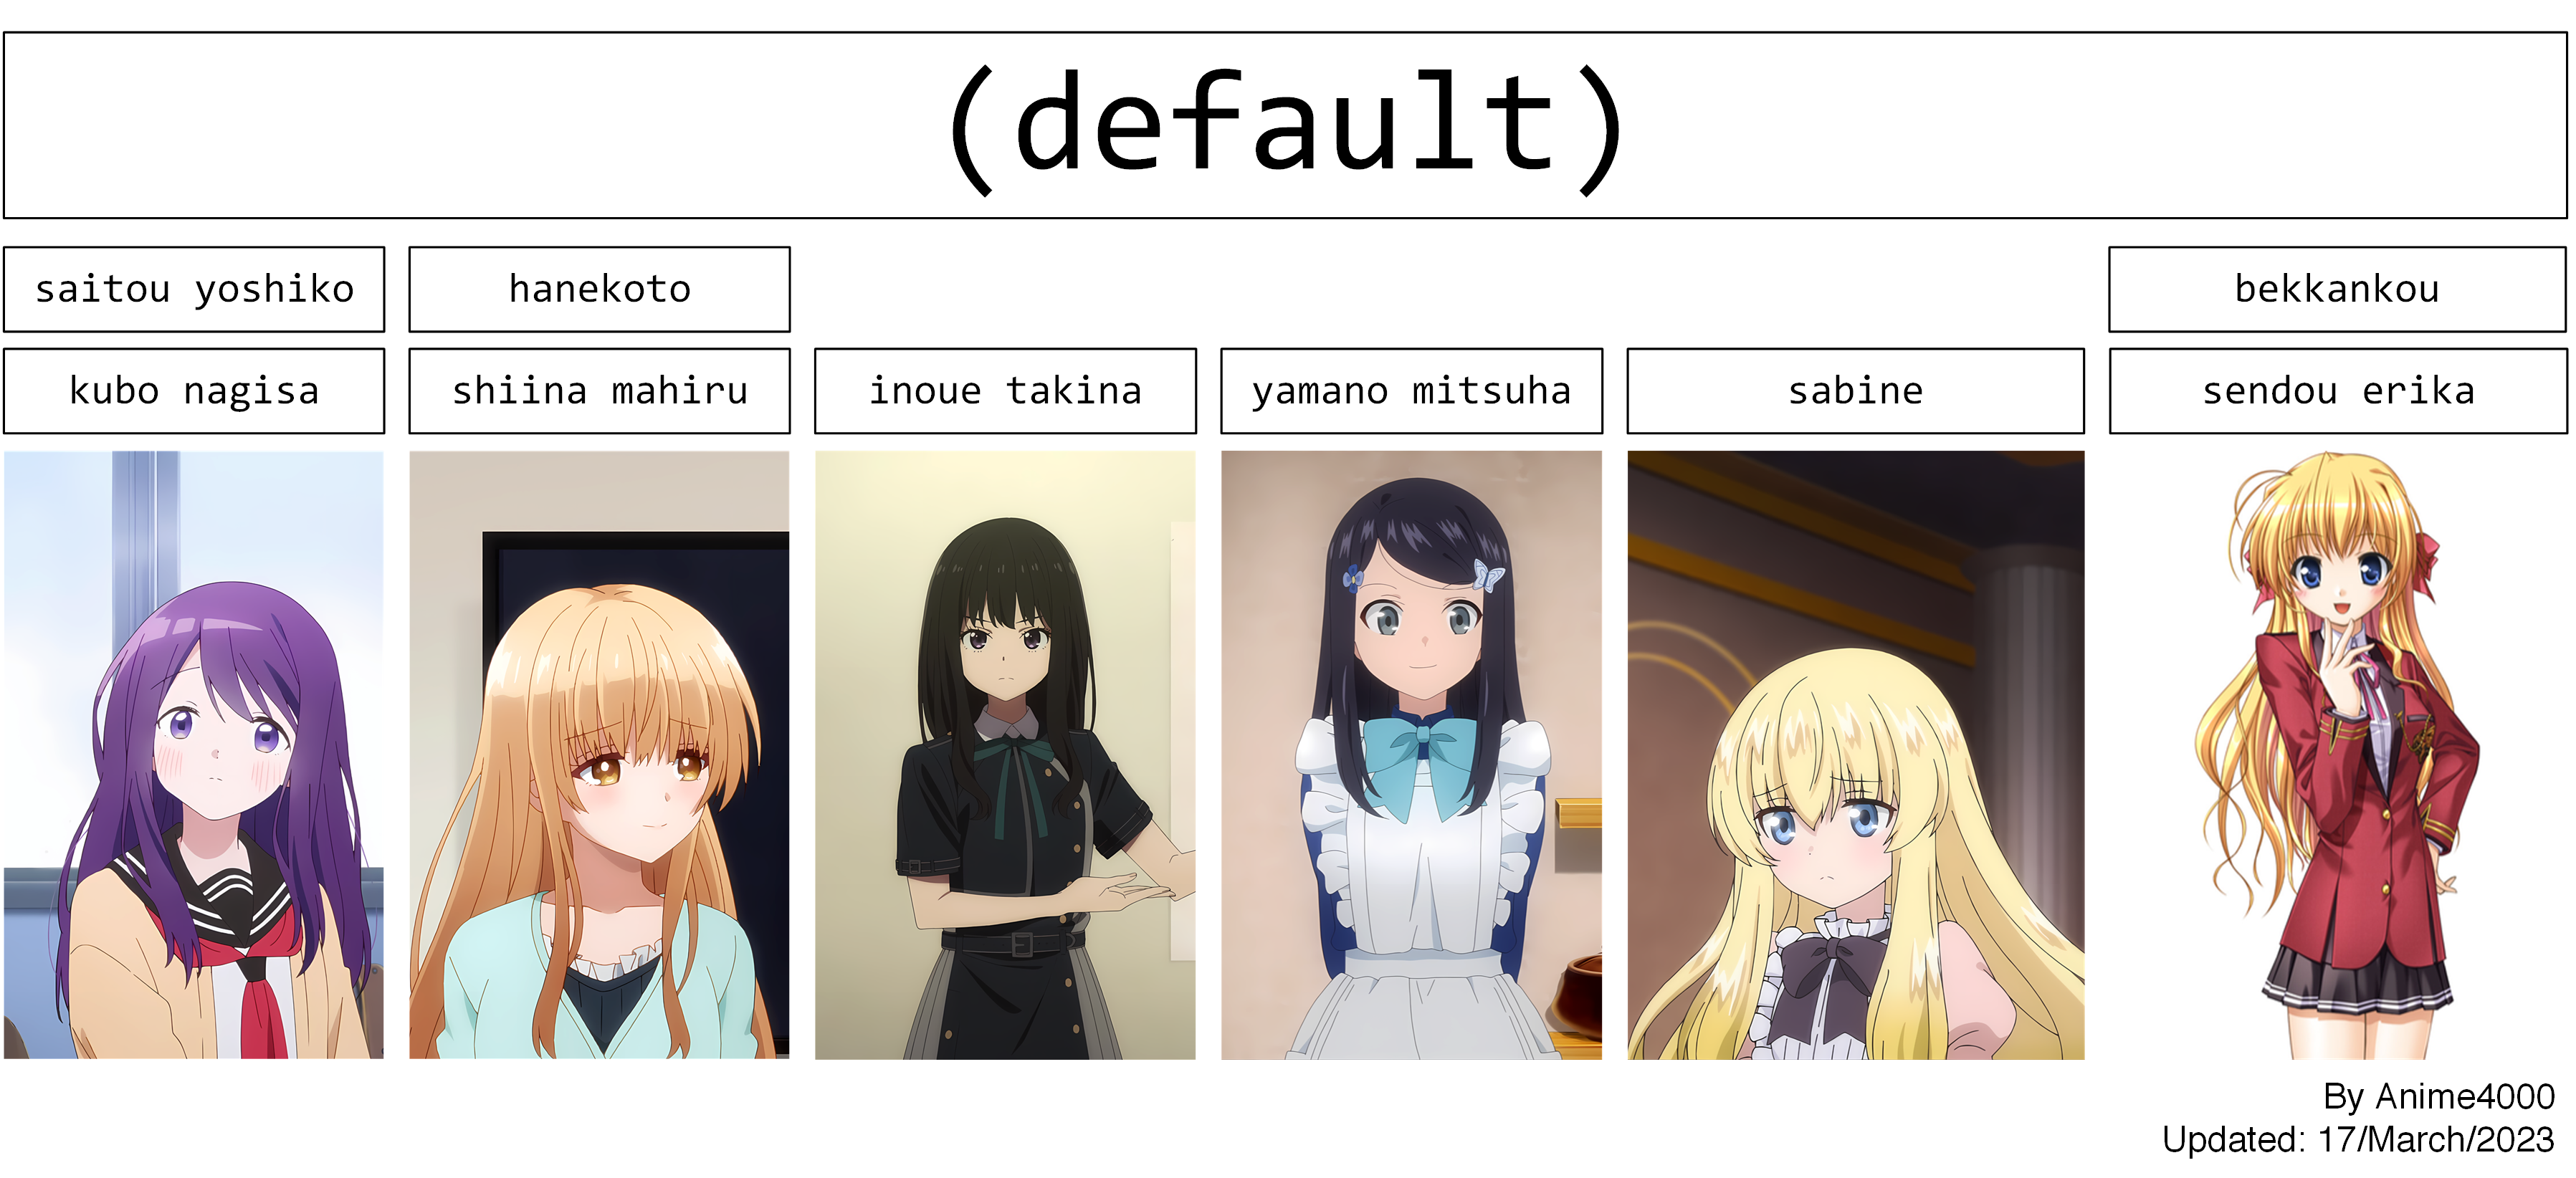 (default)
saitou yoshiko
hanekoto
bekkankou
kubo nagisa
shiina mahiru
inoue takina
yamano mitsuha
sabine
sendou erika
By Anime4000
Updated: 17/March/2023